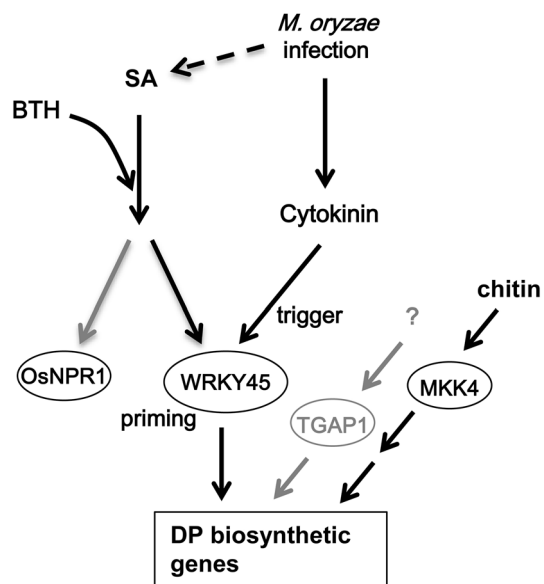 M. oryzae
infection
SA
BTH
Cytokinin
chitin
trigger
?
OsNPR1
WRKY45
MKK4
priming
TGAP1
DP biosynthetic
genes